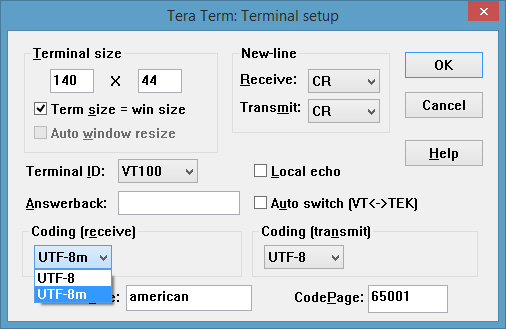 Tera Term: Terminal setup
Terminal size
140 X 44
Term size = win size
Auto window resize
New-line
Receive: CR
Transmit: CR
OK
Cancel
Help
Terminal ID: VT100
Local echo
Answerback:
Auto switch (VT<->TEK)
Coding (receive)
UTF-8m
UTF-8
UTF-8m
Coding (transmit)
UTF-8
american
CodePage: 65001